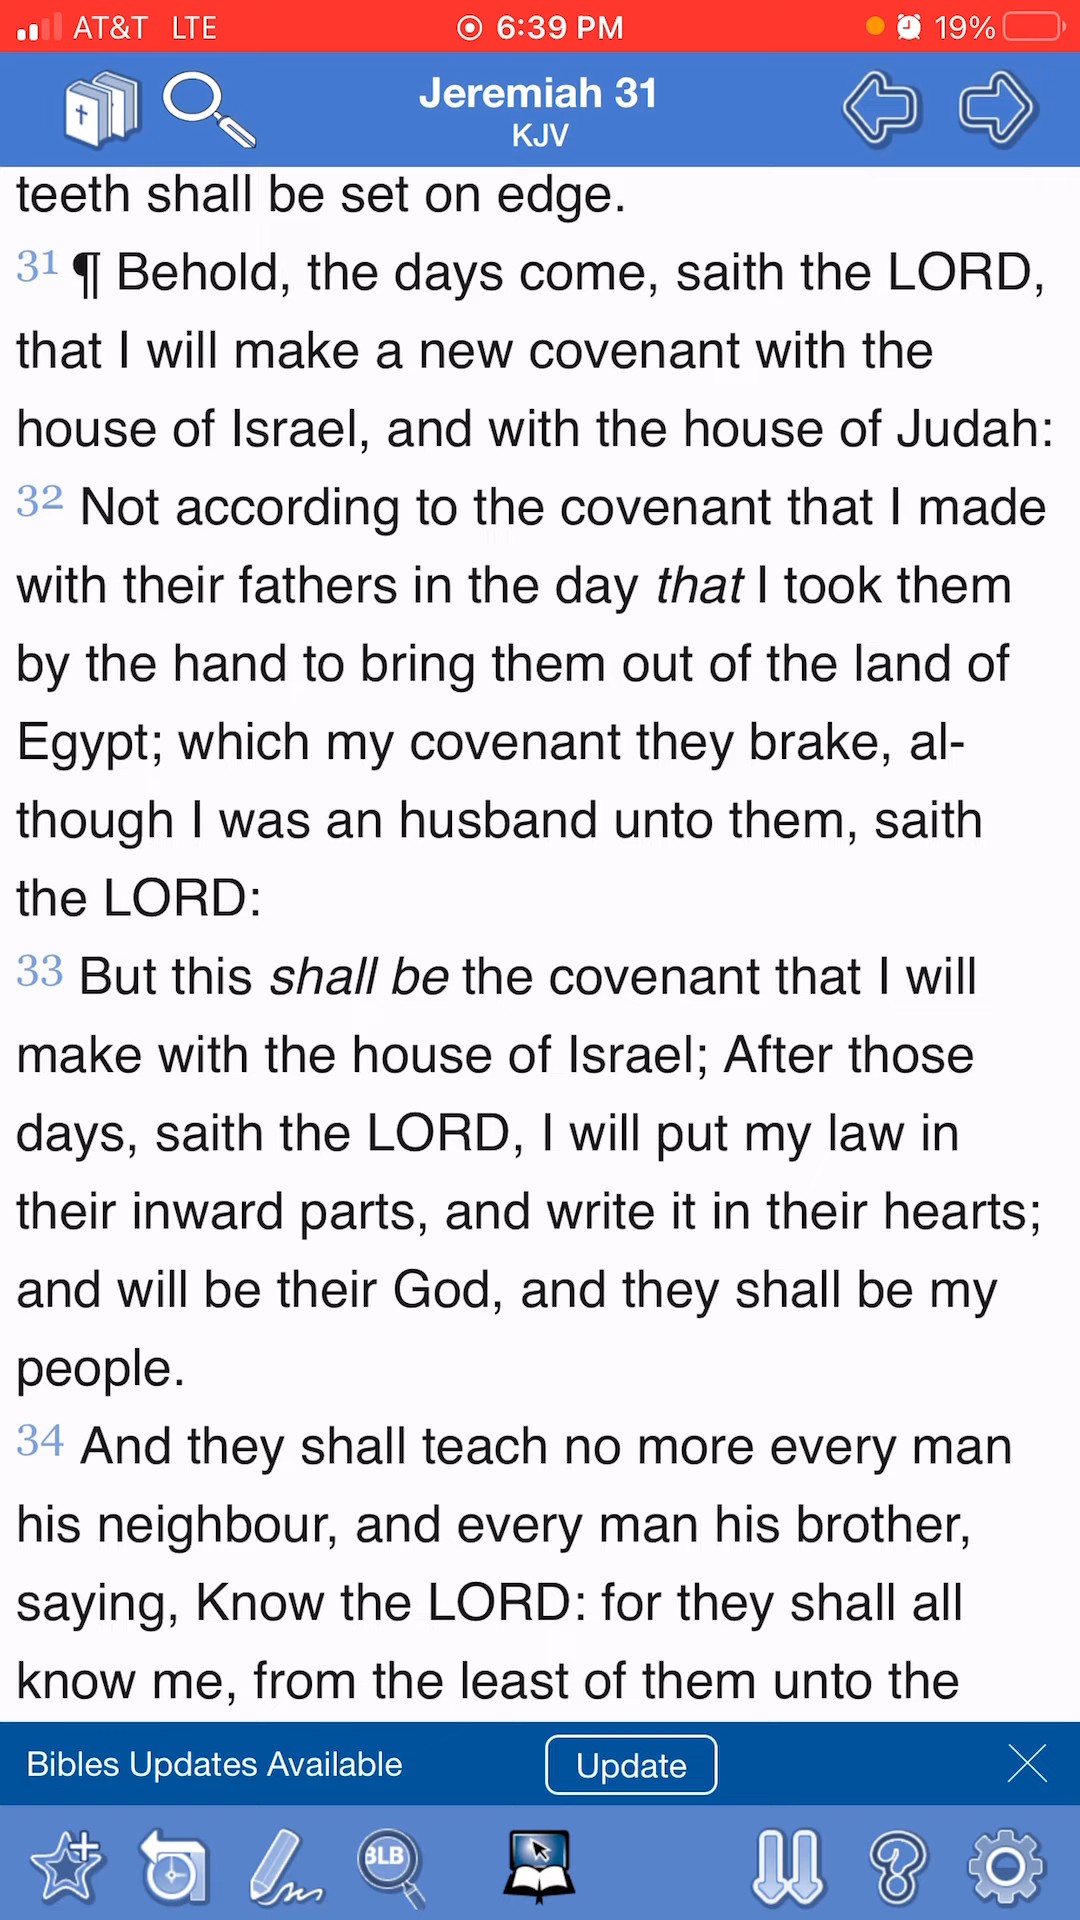 AT&T LTE 6:39 PM 19%
Jeremiah 31
KJV
teeth shall be set on edge.
31 ¶ Behold, the days come, saith the LORD,
that I will make a new covenant with the
house of Israel, and with the house of Judah:
32 Not according to the covenant that I made
with their fathers in the day that I took them
by the hand to bring them out of the land of
Egypt; which my covenant they brake, al-
though I was an husband unto them, saith
the LORD:
33 But this shall be the covenant that I will
make with the house of Israel; After those
days, saith the LORD, I will put my law in
their inward parts, and write it in their hearts;
and will be their God, and they shall be my
people.
34 And they shall teach no more every man
his neighbour, and every man his brother,
saying, Know the LORD: for they shall all
know me, from the least of them unto the
Bibles Updates Available Update
BLB